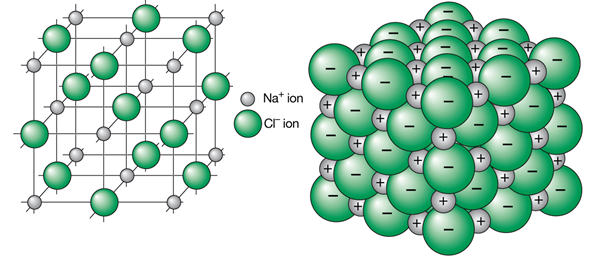 Na⁺ ion
Cl⁻ ion
− + + − + − + − − +
+ − + − + − + − +
− + − + − + − + −
+ − + − + − + − +
− + − + − + − + −
+ − +